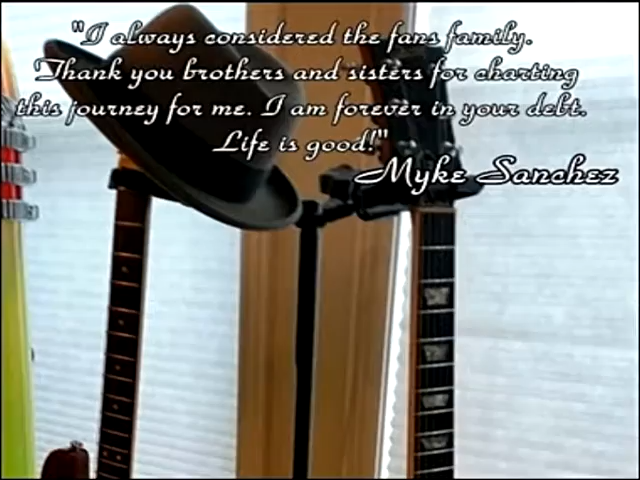 "I always considered the fans family.
Thank you brothers and sisters for charting
this journey for me. I am forever in your debt.
Life is good!"
Myke Sanchez